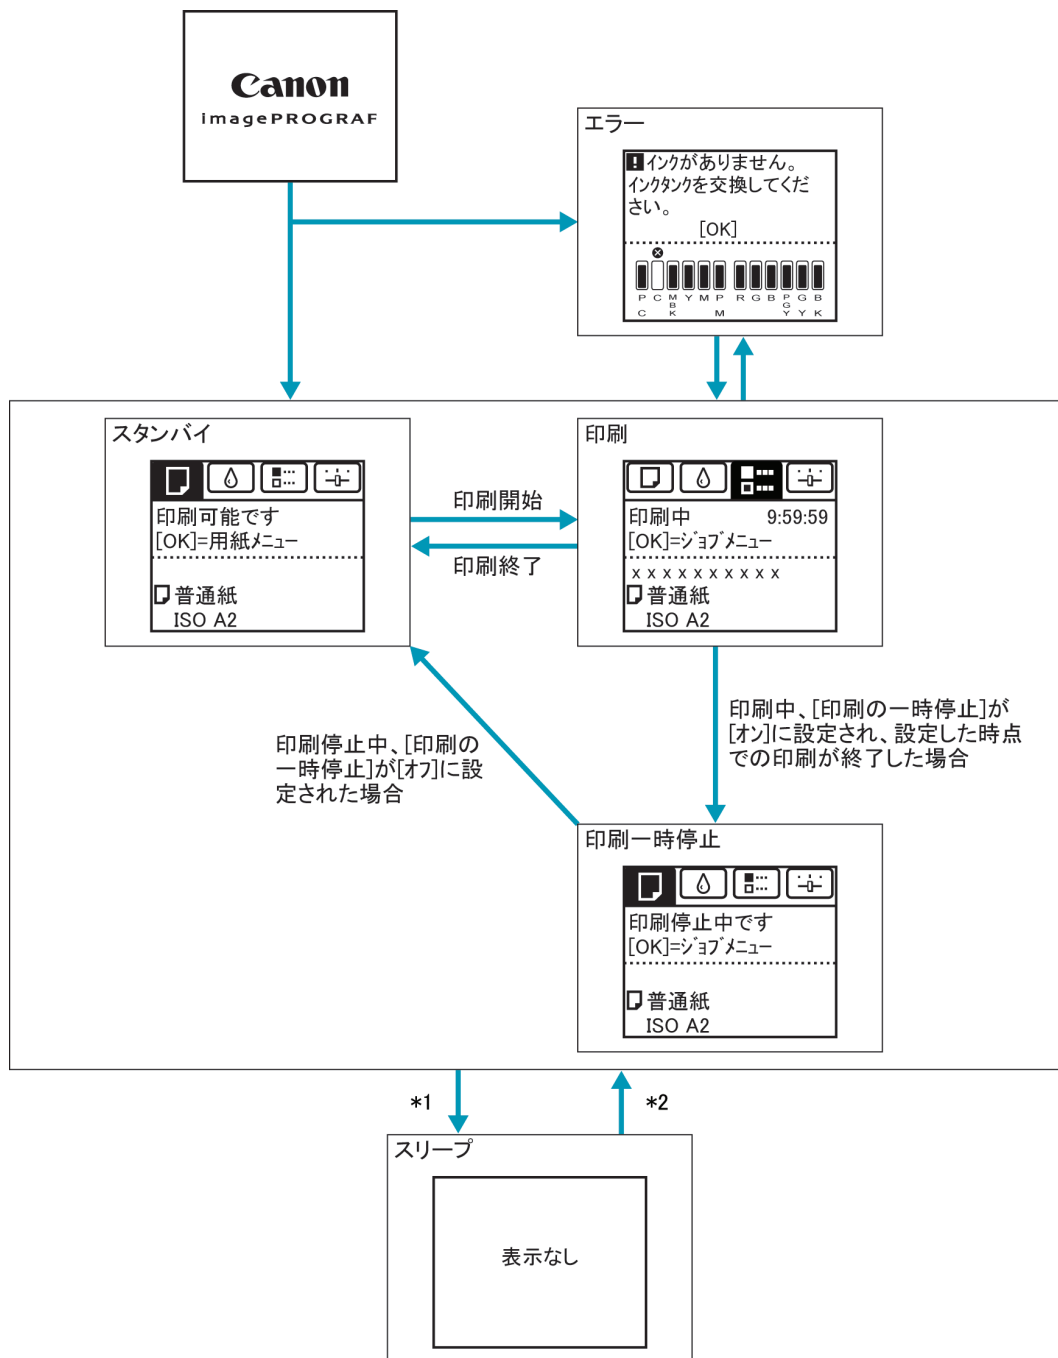 Canon
imagePROGRAF
エラー
!インクがありません。
インクタンクを交換してくだ
さい。
[OK]
P C M Y M P R G B P G B
C B K M G Y Y K
スタンバイ
印刷可能です
[OK]=用紙メニュー
普通紙
ISO A2
印刷開始
印刷終了
印刷
印刷中 9:59:59
[OK]=ジョブメニュー
x x x x x x x x x x
普通紙
ISO A2
印刷停止中、[印刷の
一時停止]が[オフ]に設
定された場合
印刷中、[印刷の一時停止]が
[オン]に設定され、設定した時点
での印刷が終了した場合
印刷一時停止
印刷停止中です
[OK]=ジョブメニュー
普通紙
ISO A2
*1
*2
スリープ
表示なし